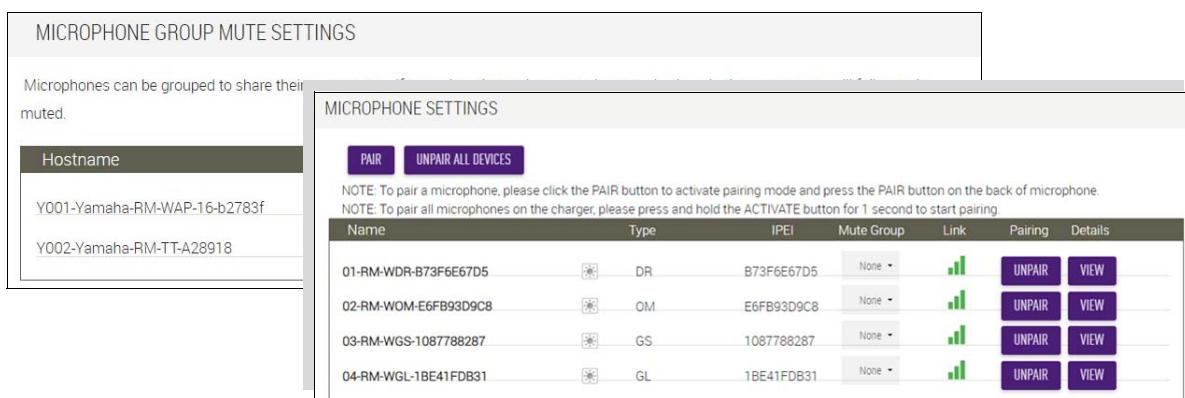 MICROPHONE GROUP MUTE SETTINGS
Microphones can be grouped to share their
muted.
Hostname
Y001-Yamaha-RM-WAP-16-b2783f
Y002-Yamaha-RM-TT-A28918
MICROPHONE SETTINGS
PAIR UNPAIR ALL DEVICES
NOTE: To pair a microphone, please click the PAIR button to activate pairing mode and press the PAIR button on the back of microphone.
NOTE: To pair all microphones on the charger, please press and hold the ACTIVATE button for 1 second to start pairing.
Name Type IPEI Mute Group Link Pairing Details
01-RM-WDR-B73F6E67D5 DR B73F6E67D5 None UNPAIR VIEW
02-RM-WOM-E6FB93D9C8 OM E6FB93D9C8 None UNPAIR VIEW
03-RM-WGS-1087788287 GS 1087788287 None UNPAIR VIEW
04-RM-WGL-1BE41FDB31 GL 1BE41FDB31 None UNPAIR VIEW